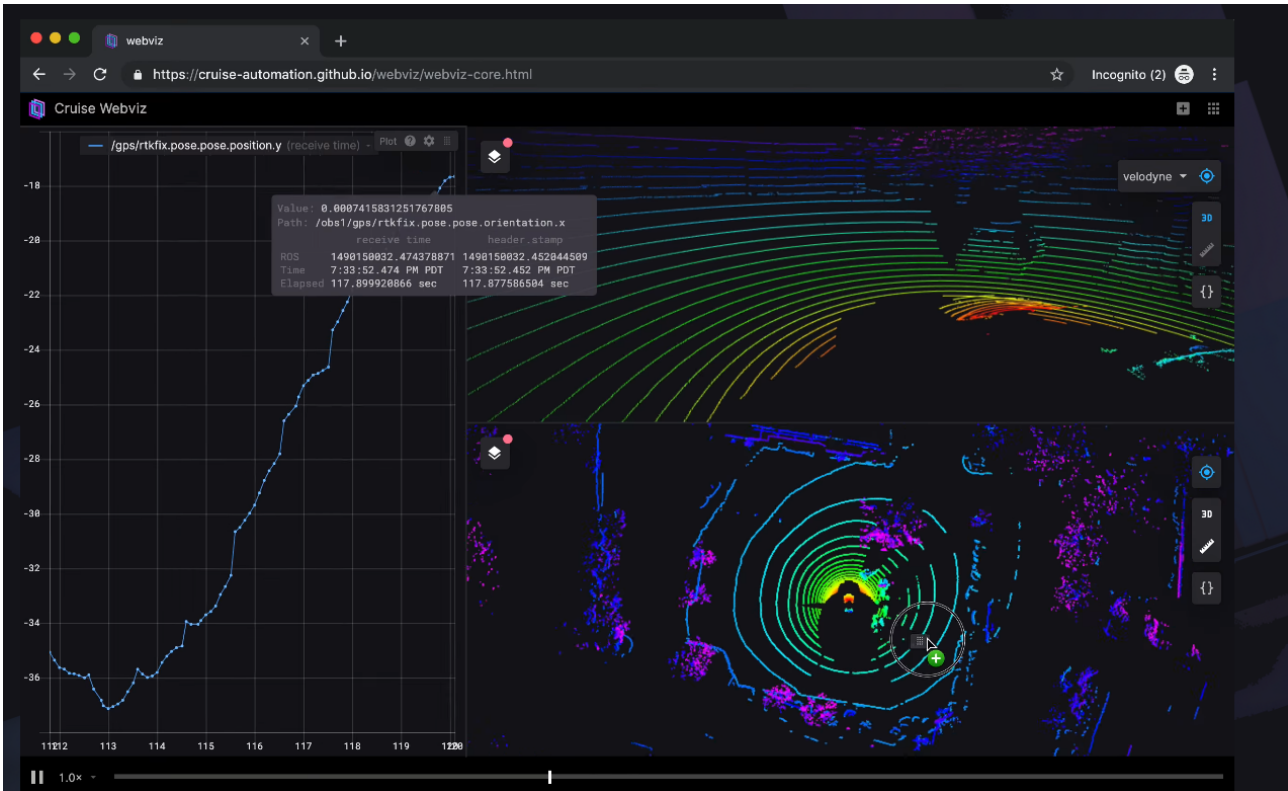 webviz
https://cruise-automation.github.io/webviz/webviz-core.html
Incognito (2)
Cruise Webviz
/gps/rtkfix.pose.pose.position.y (receive time) -
Plot
-18
-20
-22
-24
-26
-28
-30
-32
-34
-36
Value: 0.0007415831251767805
Path: /obs1/gps/rtkfix.pose.pose.orientation.x
receive time header.stamp
ROS 1490150032.474378871 1490150032.452044509
Time 7:33:52.474 PM PDT 7:33:52.452 PM PDT
Elapsed 117.899920866 sec 117.877586504 sec
112 113 114 115 116 117 118 119 120
velodyne
3D
{}
3D
{}
1.0×